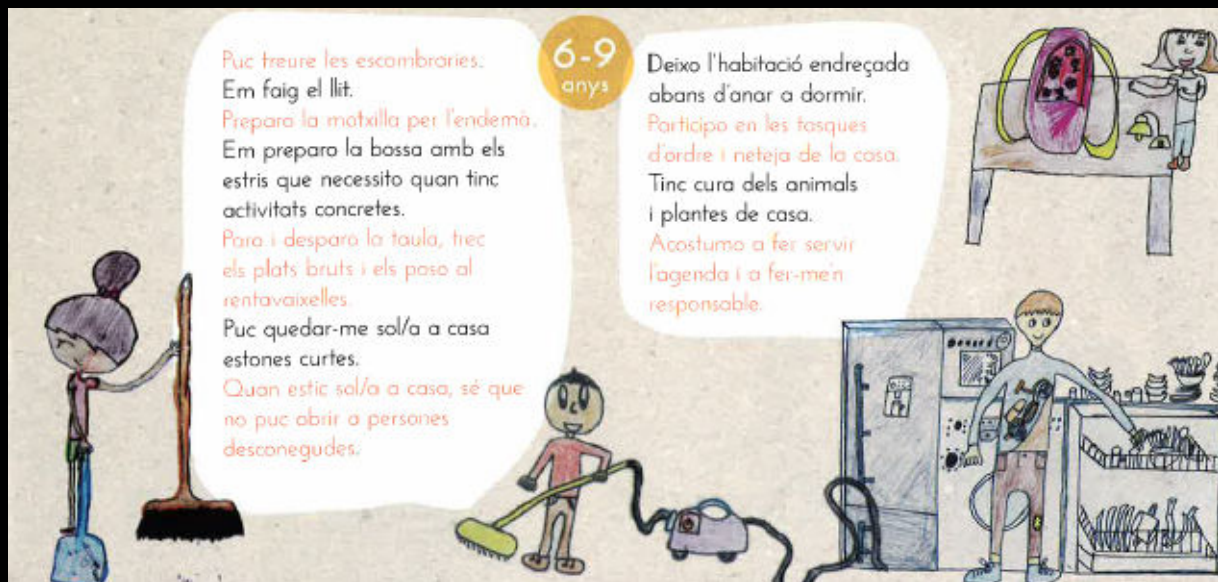 Puc treure les escombraries.
Em faig el llit.
Preparo la motxilla per l'endemà.
Em preparo la bossa amb els
estris que necessito quan tinc
activitats concretes.
Paro i desparo la taula, trec
els plats bruts i els poso al
rentavaixelles.
Puc quedar-me sol/a a casa
estones curtes.
Quan estic sol/a a casa, sé que
no puc obrir a persones
desconegudes.
6-9
anys
Deixo l'habitació endreçada
abans d'anar a dormir.
Participo en les tasques
d'ordre i neteja de la casa.
Tinc cura dels animals
i plantes de casa.
Acostumo a fer servir
l'agenda i a fer-me'n
responsable.